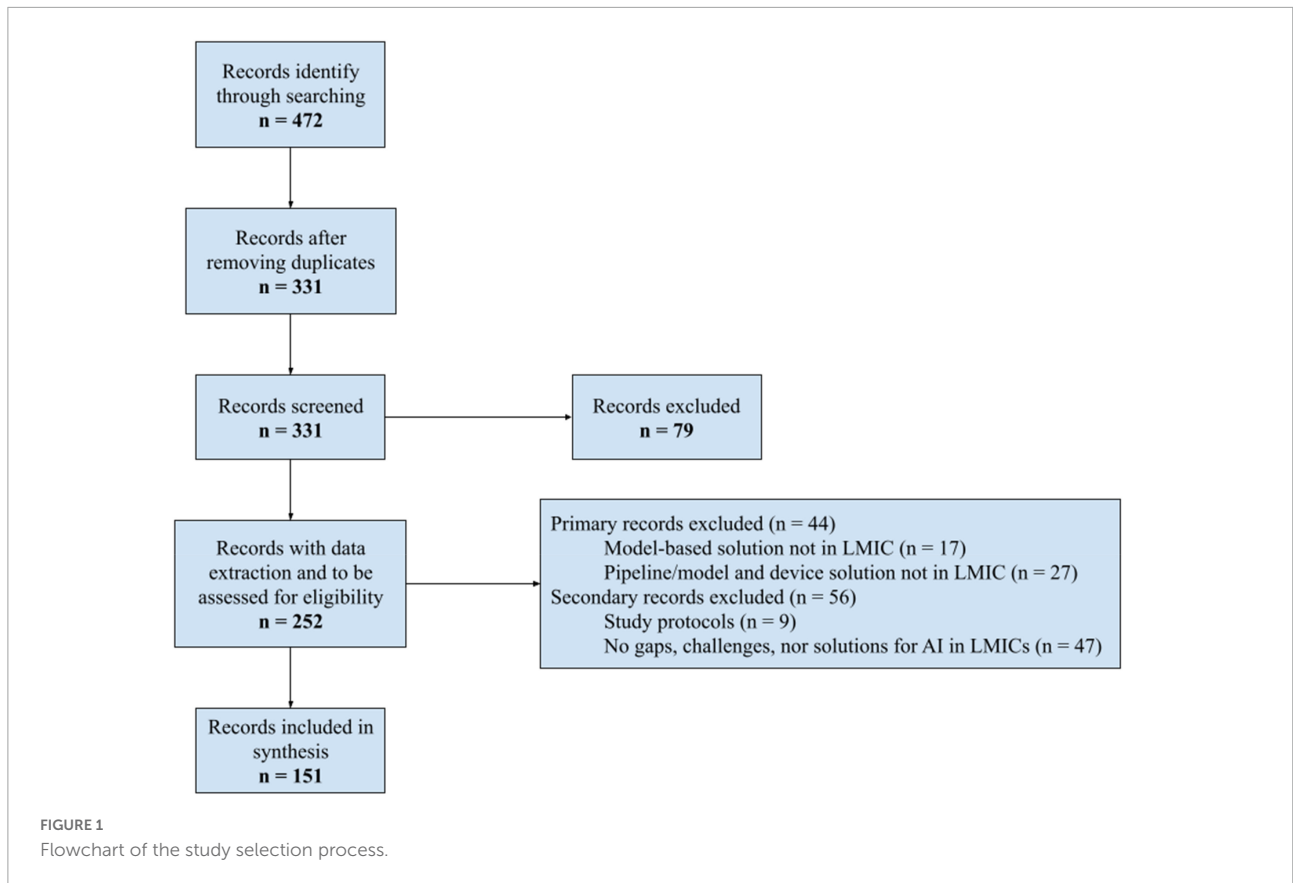 Records identify
through searching
n = 472
Records after
removing duplicates
n = 331
Records screened
n = 331
Records excluded
n = 79
Records with data
extraction and to be
assessed for eligibility
n = 252
Primary records excluded (n = 44)
Model-based solution not in LMIC (n = 17)
Pipeline/model and device solution not in LMIC (n = 27)
Secondary records excluded (n = 56)
Study protocols (n = 9)
No gaps, challenges, nor solutions for AI in LMICs (n = 47)
Records included in
synthesis
n = 151
FIGURE 1
Flowchart of the study selection process.